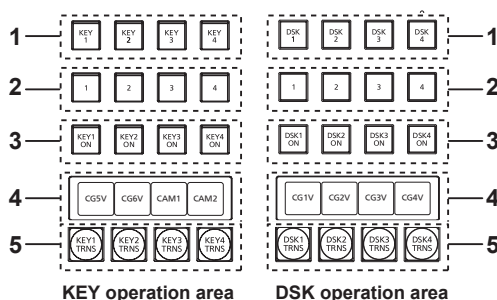 1 KEY 1 KEY 2 KEY 3 KEY 4 DSK 1 DSK 2 DSK 3 DSK 4 1
2 1 2 3 4 1 2 3 4 2
3 KEY1 ON KEY2 ON KEY3 ON KEY4 ON DSK1 ON DSK2 ON DSK3 ON DSK4 ON 3
4 CG5V CG6V CAM1 CAM2 CG1V CG2V CG3V CG4V 4
5 KEY1 TRNS KEY2 TRNS KEY3 TRNS KEY4 TRNS DSK1 TRNS DSK2 TRNS DSK3 TRNS DSK4 TRNS 5
KEY operation area DSK operation area